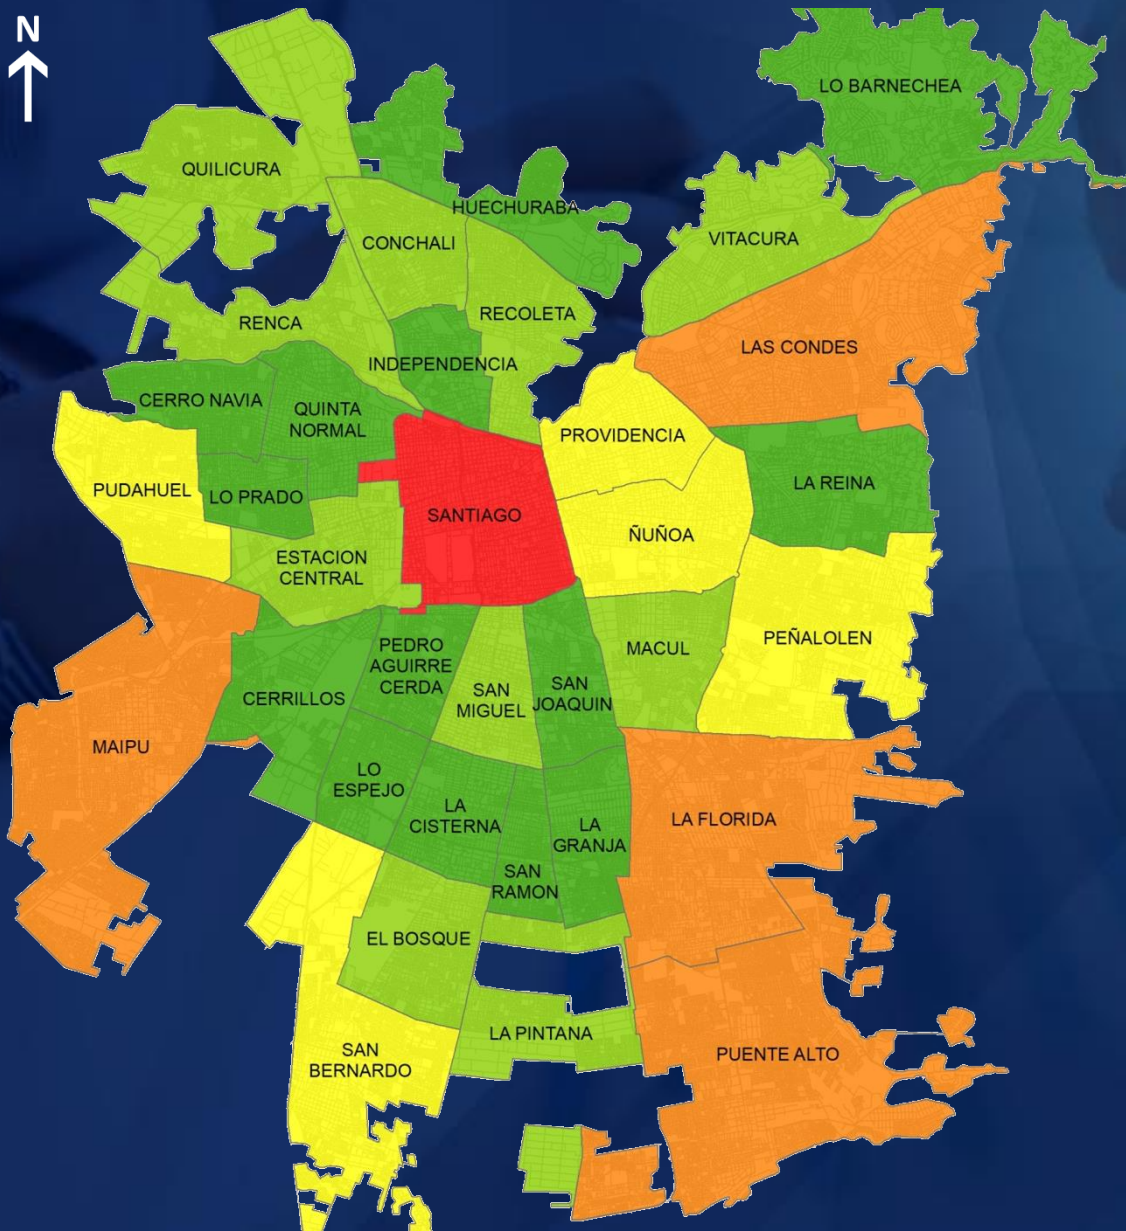 N
LO BARNECHEA
QUILICURA
HUECHURABA
CONCHALI
VITACURA
RECOLETA
RENCA
LAS CONDES
INDEPENDENCIA
CERRO NAVIA
QUINTA
NORMAL
PROVIDENCIA
LA REINA
PUDAHUEL
LO PRADO
SANTIAGO
ÑUÑOA
ESTACION
CENTRAL
PEÑALOLEN
PEDRO
AGUIRRE
CERDA
MACUL
CERRILLOS
SAN
MIGUEL
SAN
JOAQUIN
MAIPU
LO
ESPEJO
LA
CISTERNA
LA
GRANJA
LA FLORIDA
SAN
RAMON
EL BOSQUE
LA PINTANA
SAN
BERNARDO
PUENTE ALTO